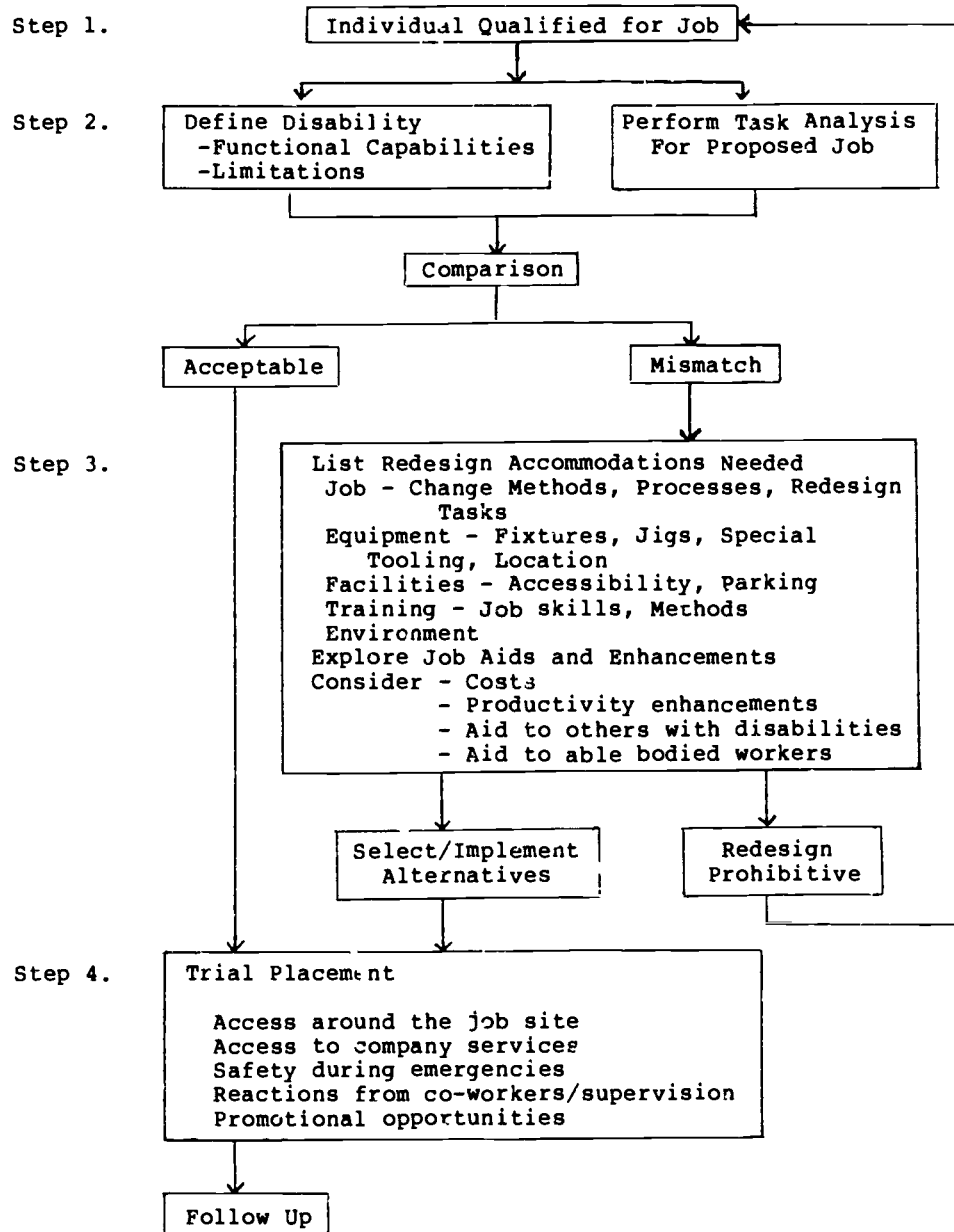 Step 1. Individual Qualified for Job
Step 2. Define Disability
-Functional Capabilities
-Limitations
Perform Task Analysis
For Proposed Job
Comparison
Acceptable
Mismatch
Step 3. List Redesign Accommodations Needed
Job - Change Methods, Processes, Redesign
Tasks
Equipment - Fixtures, Jigs, Special
Tooling, Location
Facilities - Accessibility, Parking
Training - Job skills, Methods
Environment
Explore Job Aids and Enhancements
Consider - Costs
- Productivity enhancements
- Aid to others with disabilities
- Aid to able bodied workers
Select/Implement
Alternatives
Redesign
Prohibitive
Step 4. Trial Placement
Access around the job site
Access to company services
Safety during emergencies
Reactions from co-workers/supervision
Promotional opportunities
Follow Up